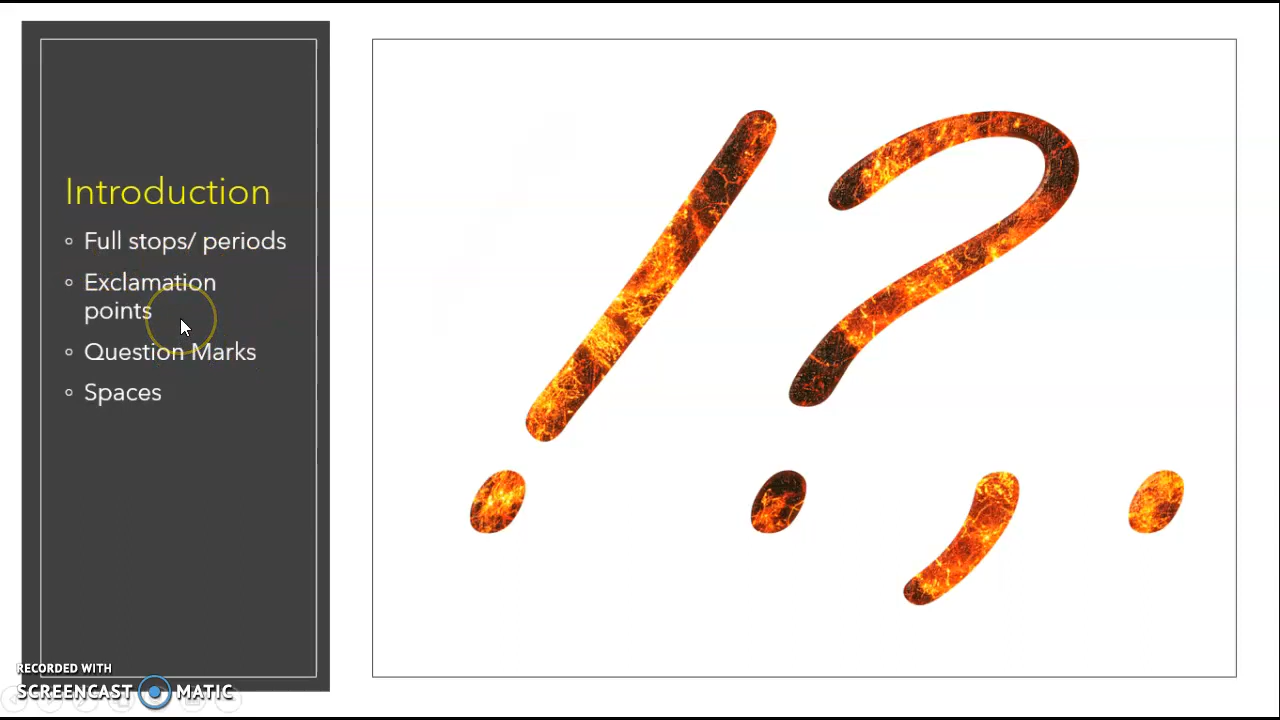 Introduction
Full stops/ periods
Exclamation
points
Question Marks
Spaces
! ? , .
RECORDED WITH
SCREENCAST MATIC